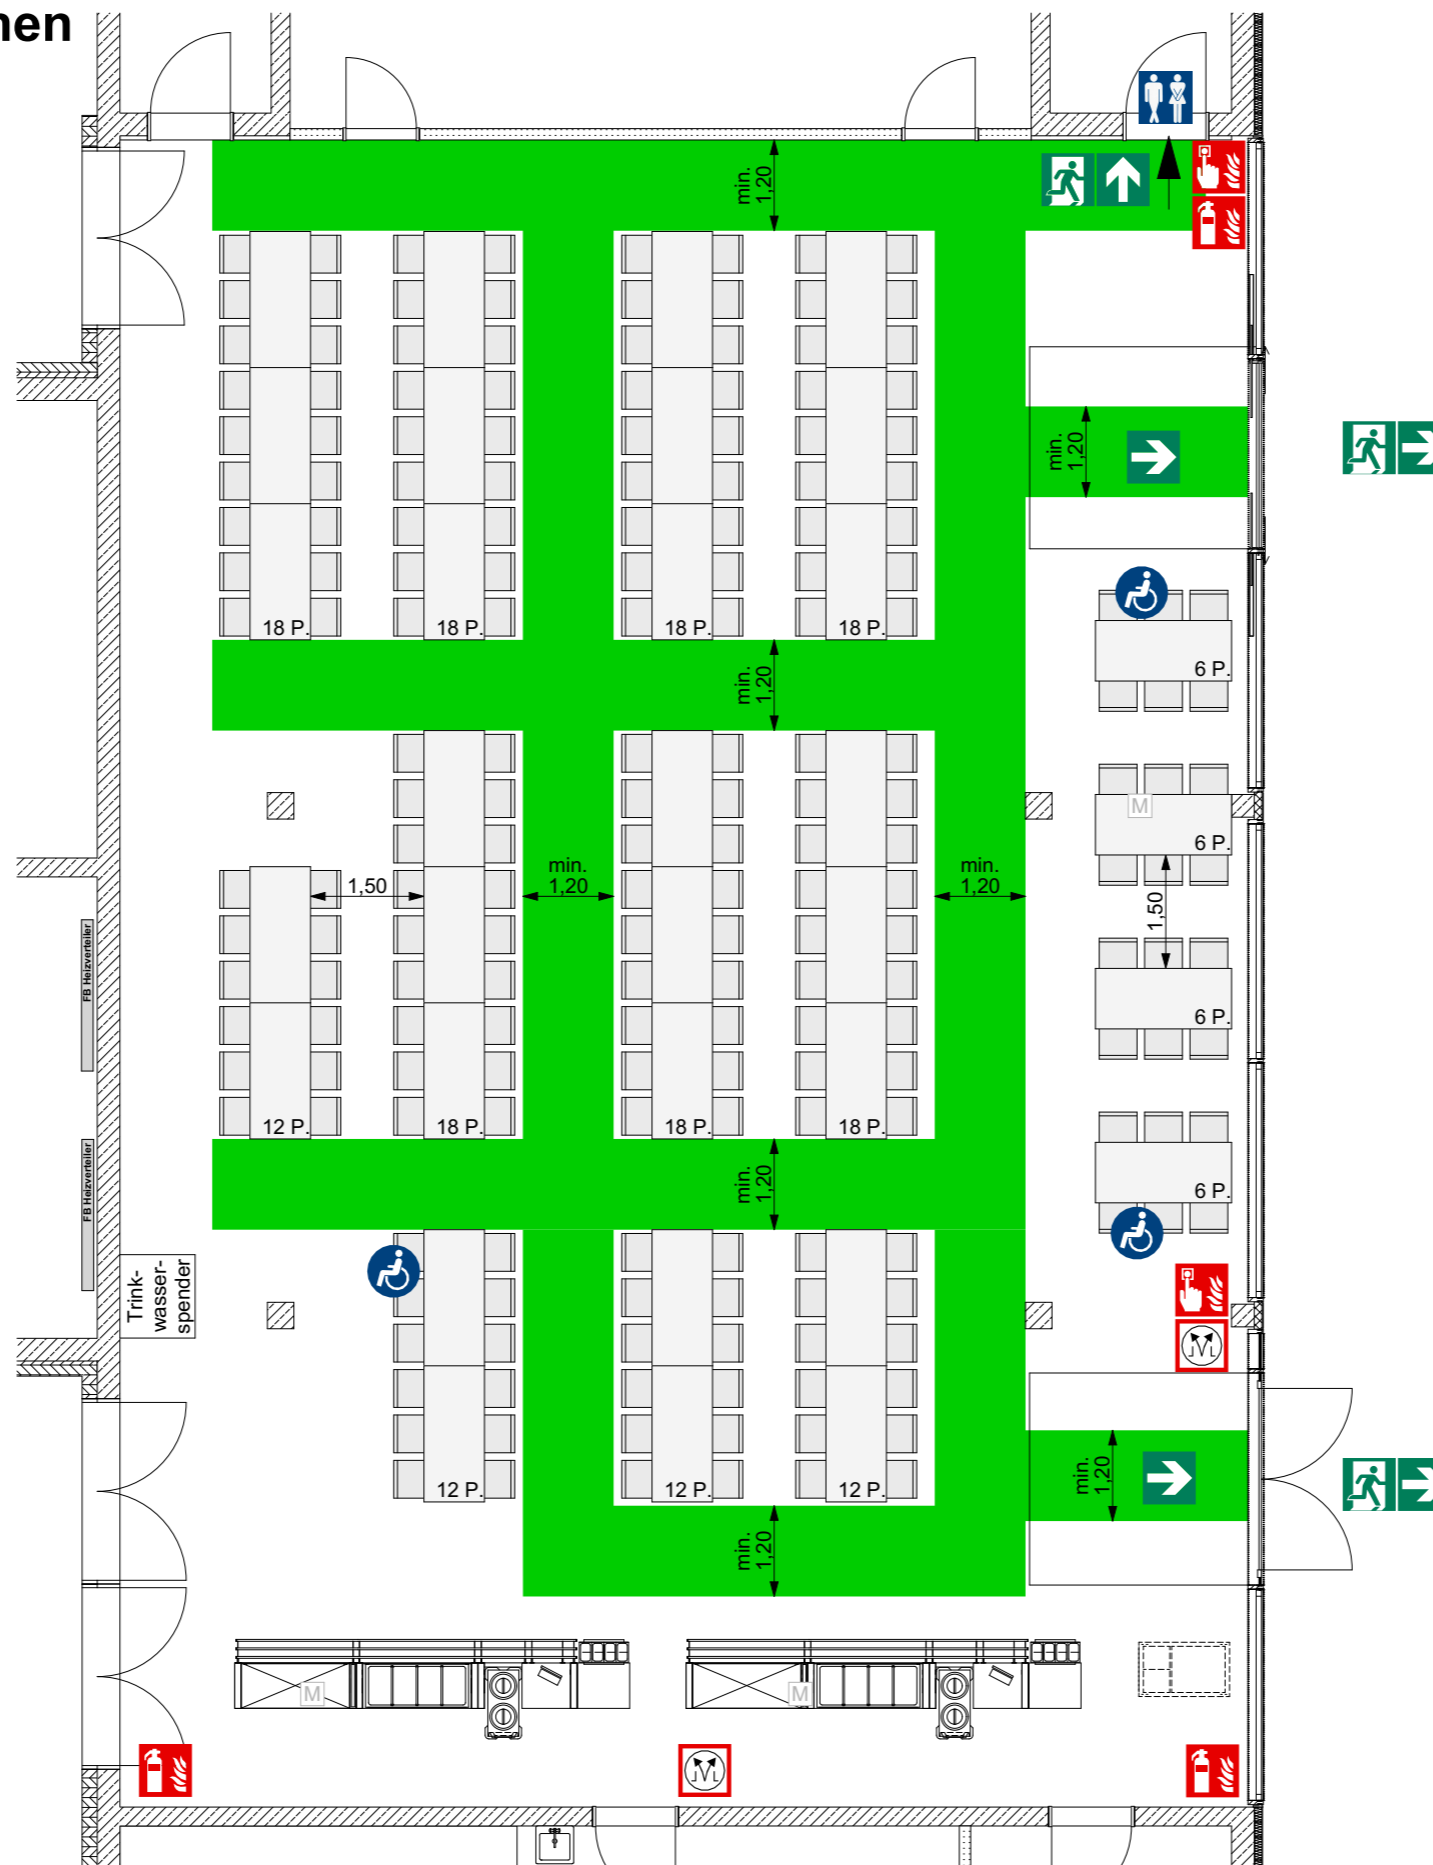 nen
min.
1,20
18 P.
18 P.
18 P.
18 P.
min.
1,20
6 P.
min.
1,20
M
6 P.
1,50
min.
1,20
min.
1,20
1,50
6 P.
FB Heizverteiler
12 P.
18 P.
18 P.
18 P.
min.
1,20
6 P.
FB Heizverteiler
Trink-
wasser-
spender
12 P.
12 P.
12 P.
min.
1,20
min.
1,20
M
M